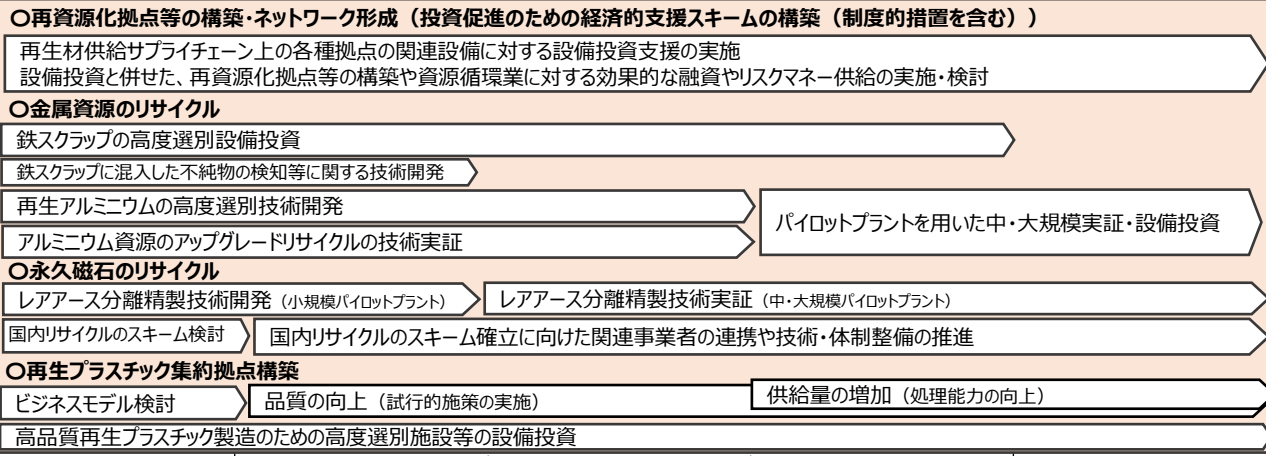 〇再資源化拠点等の構築・ネットワーク形成（投資促進のための経済的支援スキームの構築（制度的措置を含む））
再生材供給サプライチェーン上の各種拠点の関連設備に対する設備投資支援の実施
設備投資と併せた、再資源化拠点等の構築や資源循環業に対する効果的な融資やリスクマネー供給の実施・検討
〇金属資源のリサイクル
鉄スクラップの高度選別設備投資
鉄スクラップに混入した不純物の検知等に関する技術開発
再生アルミニウムの高度選別技術開発
パイロットプラントを用いた中・大規模実証・設備投資
アルミニウム資源のアップグレードリサイクルの技術実証
〇永久磁石のリサイクル
レアアース分離精製技術開発（小規模パイロットプラント）
レアアース分離精製技術実証（中・大規模パイロットプラント）
国内リサイクルのスキーム検討
国内リサイクルのスキーム確立に向けた関連事業者の連携や技術・体制整備の推進
〇再生プラスチック集約拠点構築
ビジネスモデル検討
品質の向上（試行的施策の実施）
供給量の増加（処理能力の向上）
高品質再生プラスチック製造のための高度選別施設等の設備投資